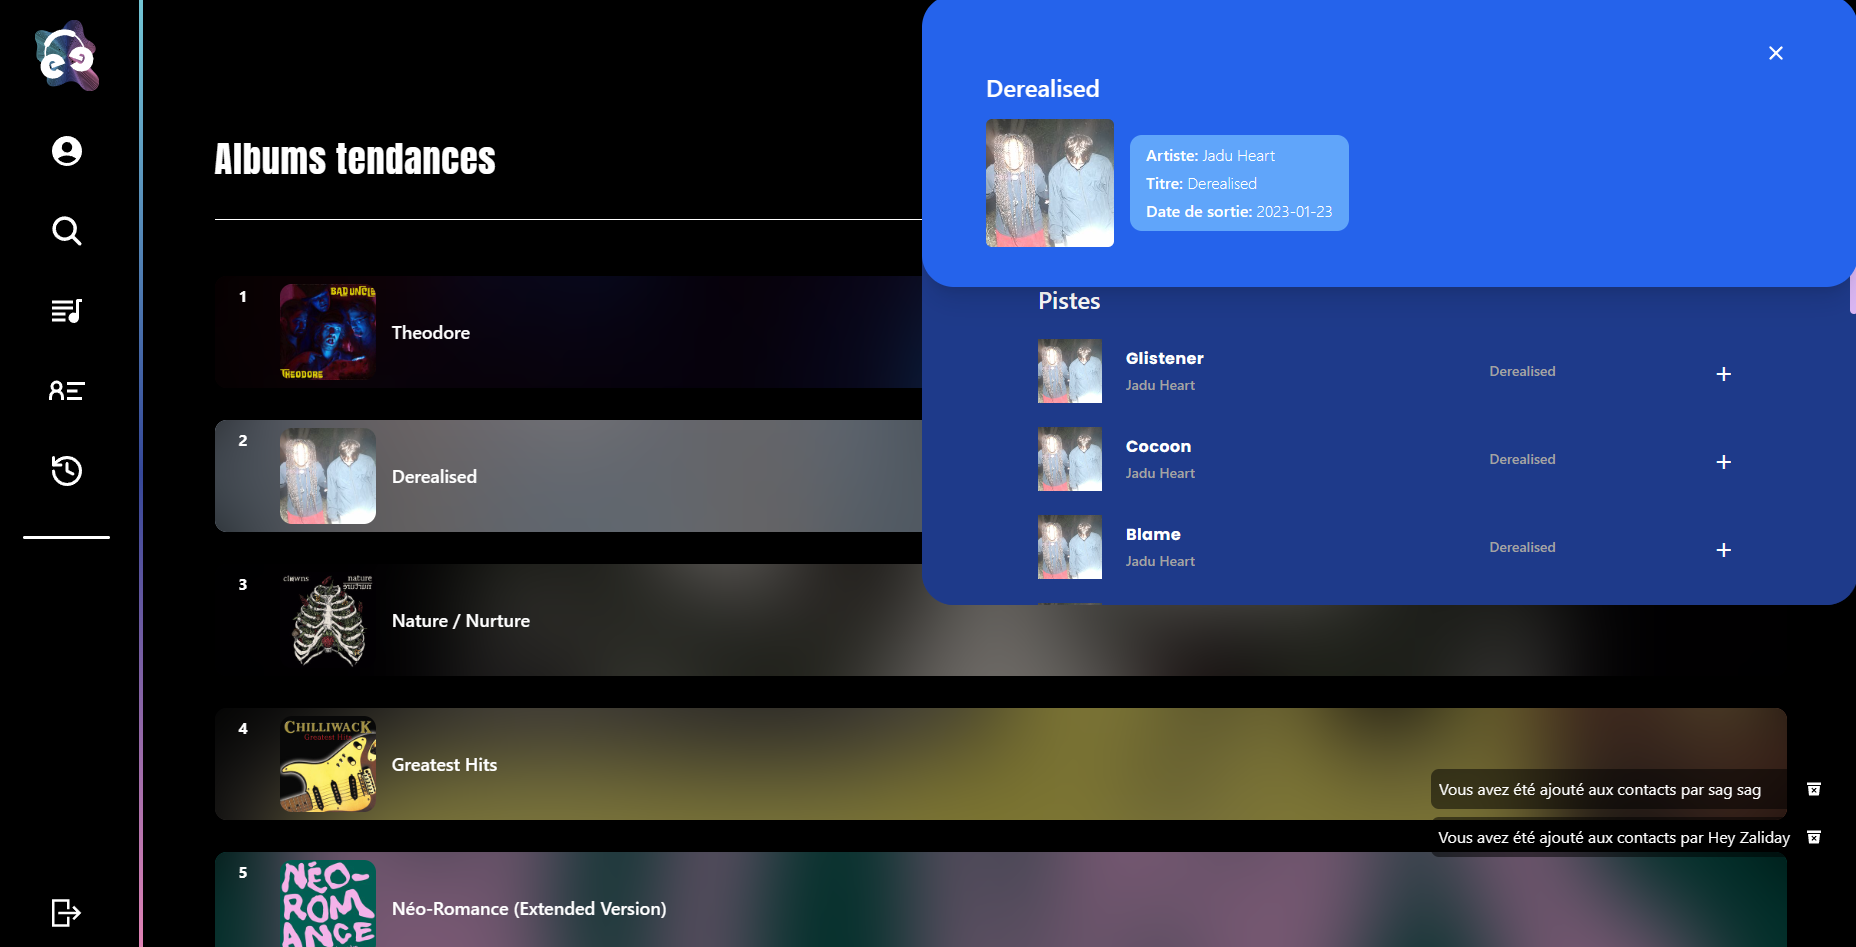 Albums tendances
1
BAD UNCLE
THEODORE
Theodore
2
Derealised
3
clowns
nature
nurture
Nature / Nurture
4
CHILLIWACK
Greatest Hits
Greatest Hits
5
NÉO-
ROM
ANCE
Néo-Romance (Extended Version)
Derealised
Artiste: Jadu Heart
Titre: Derealised
Date de sortie: 2023-01-23
Pistes
Glistener
Jadu Heart
Derealised
Cocoon
Jadu Heart
Derealised
Blame
Jadu Heart
Derealised
Vous avez été ajouté aux contacts par sag sag
Vous avez été ajouté aux contacts par Hey Zaliday